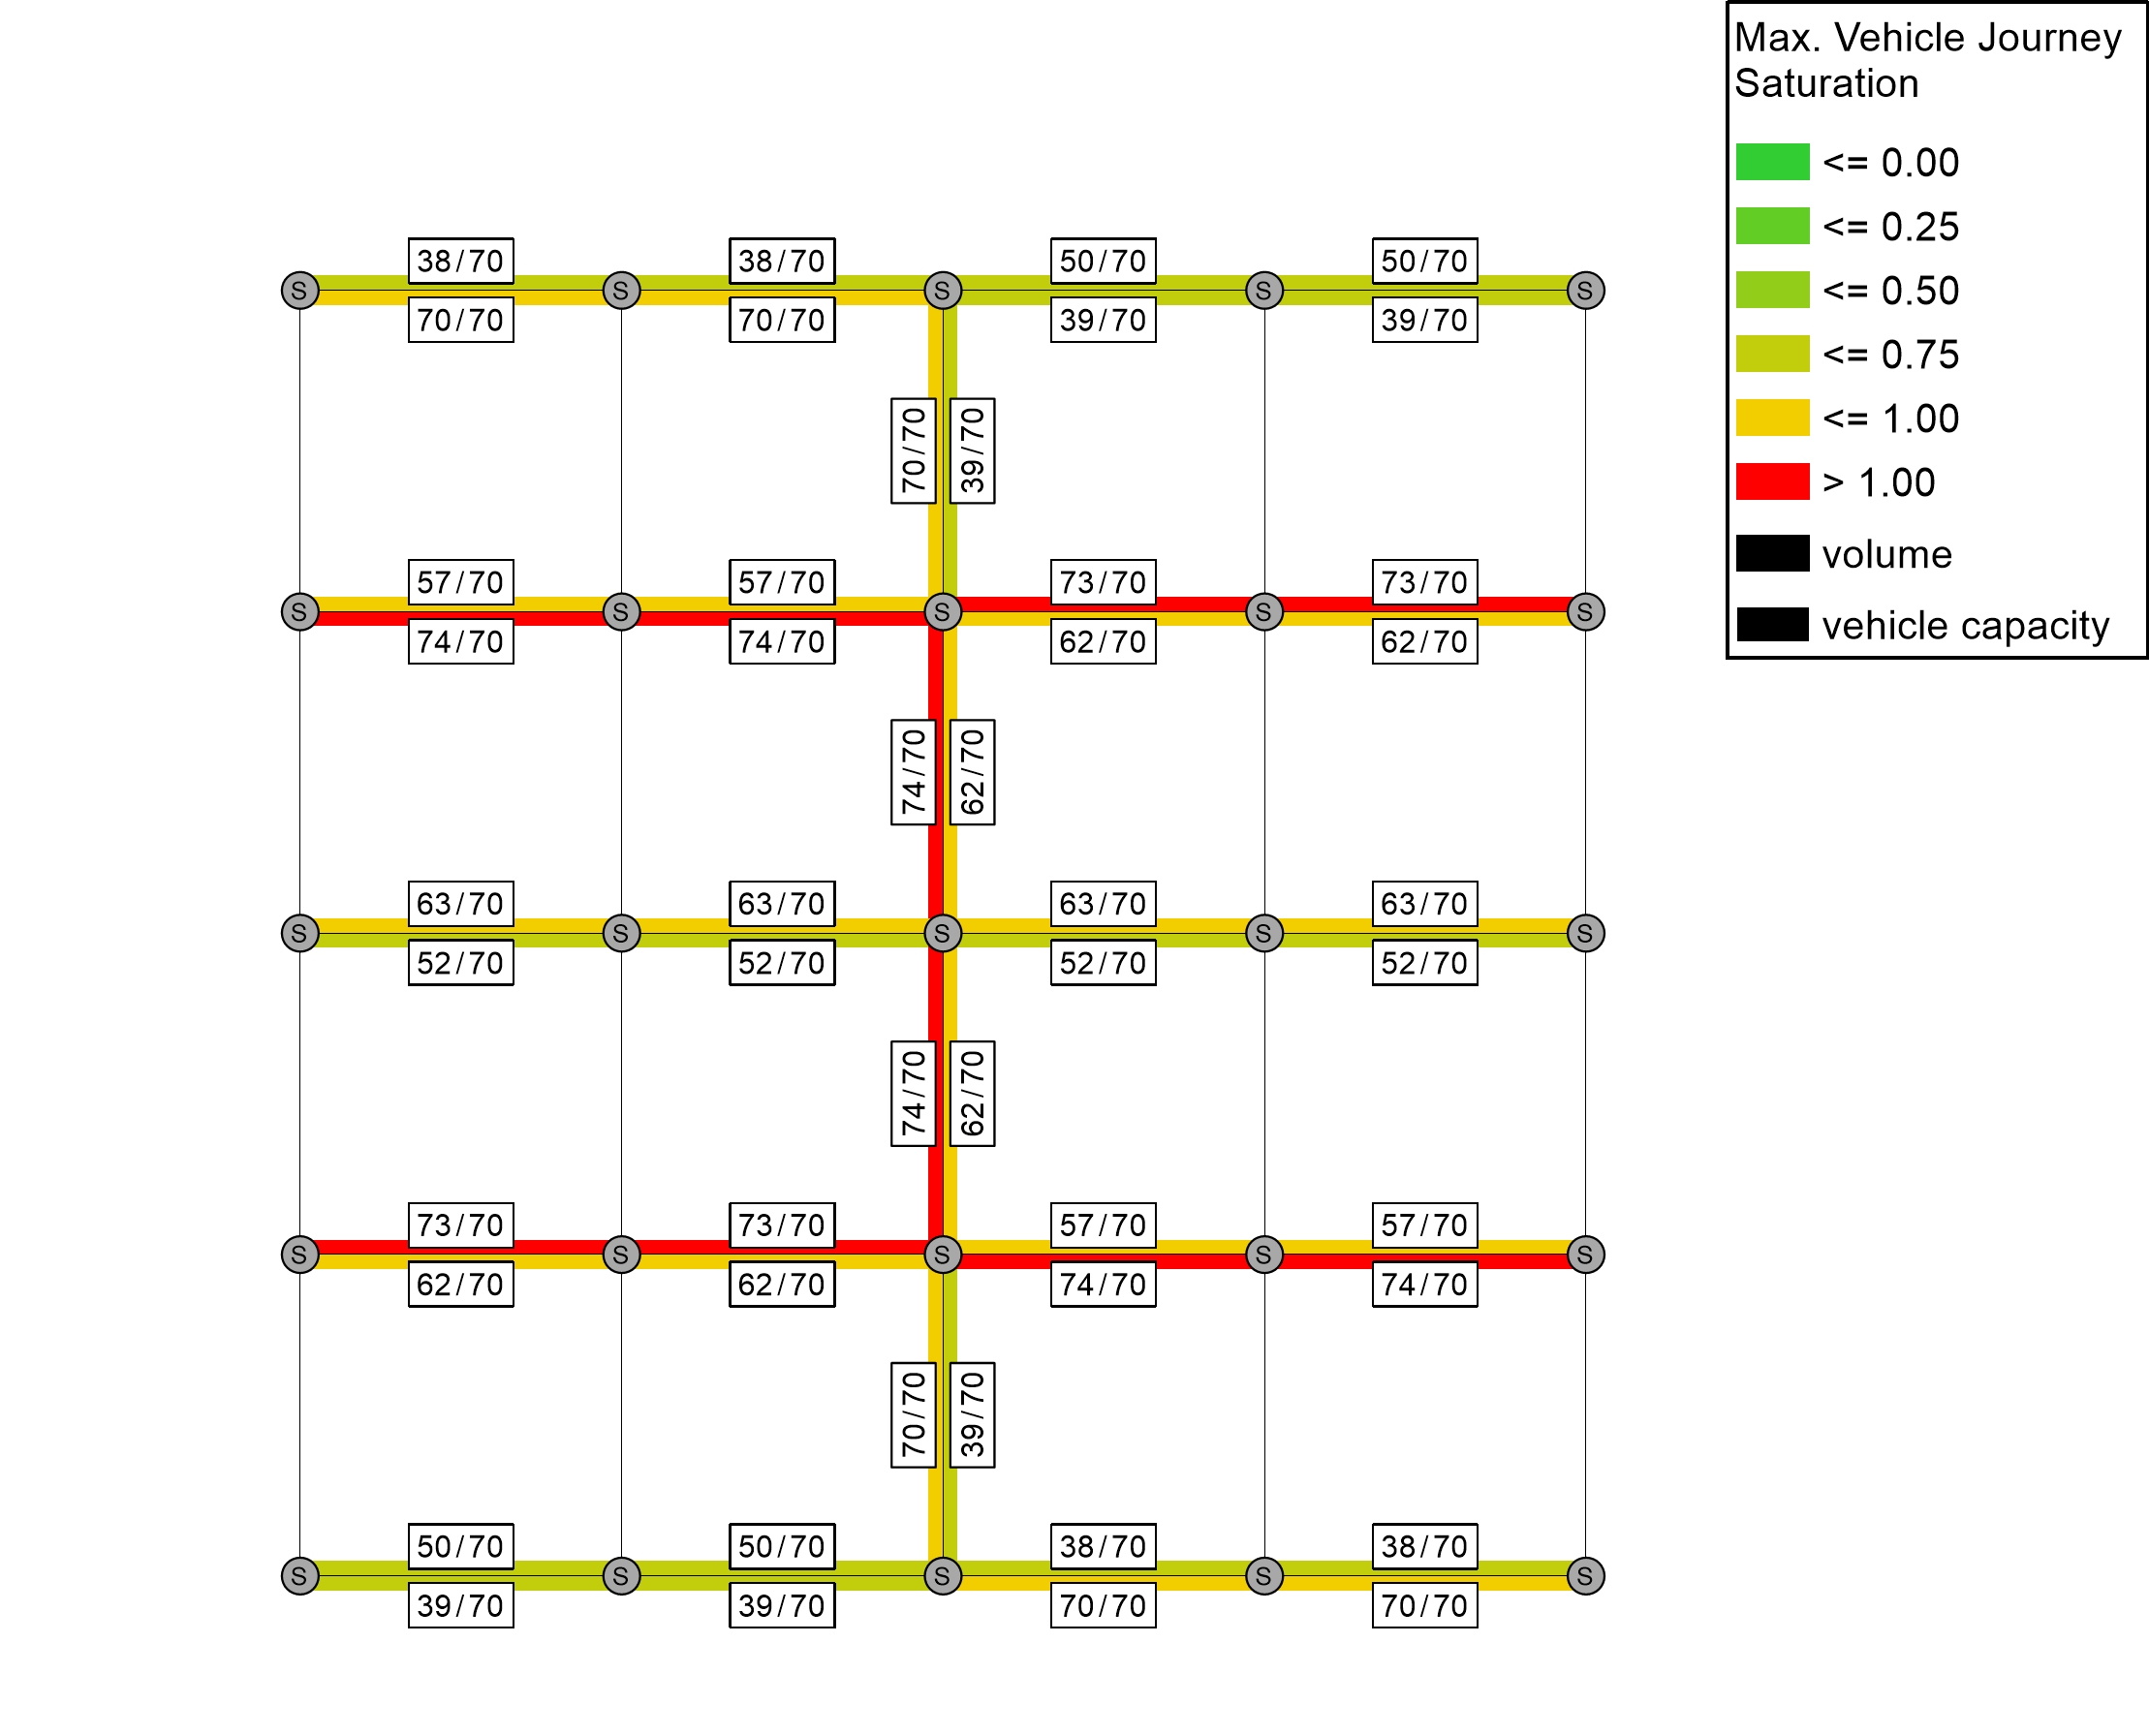 Max. Vehicle Journey
Saturation
<= 0.00
<= 0.25
<= 0.50
<= 0.75
<= 1.00
> 1.00
volume
vehicle capacity
38/70 38/70 50/70 50/70
S S S S S
70/70 70/70 39/70 39/70
70/70 39/70
57/70 57/70 73/70 73/70
S S S S S
74/70 74/70 62/70 62/70
74/70 62/70
63/70 63/70 63/70 63/70
S S S S S
52/70 52/70 52/70 52/70
74/70 62/70
73/70 73/70 57/70 57/70
S S S S S
62/70 62/70 74/70 74/70
70/70 39/70
50/70 50/70 38/70 38/70
S S S S S
39/70 39/70 70/70 70/70